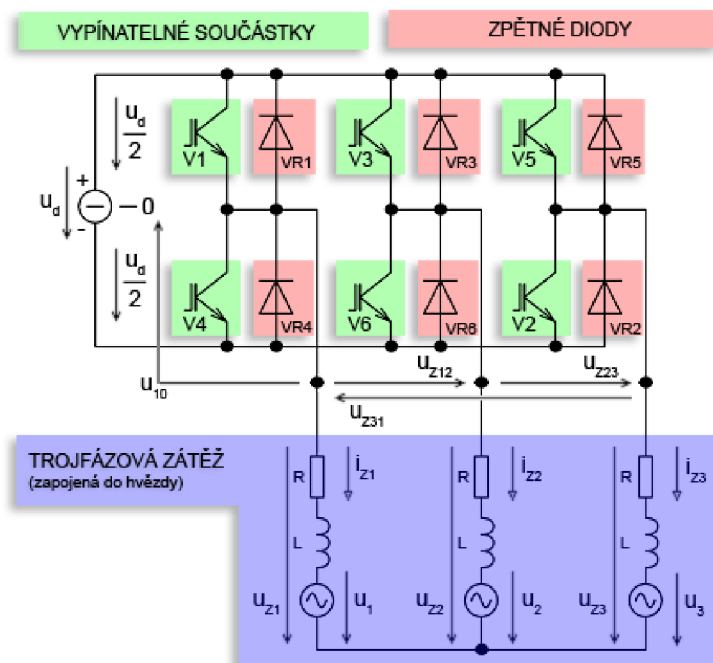 VYPÍNATELNÉ SOUČÁSTKY
ZPĚTNÉ DIODY
u_d/2
V1
VR1
V3
VR3
V5
VR5
u_d
+
-
0
u_d/2
V4
VR4
V6
VR6
V2
VR2
u_10
u_Z12
u_Z23
u_Z31
TROJFÁZOVÁ ZÁTĚŽ
(zapojená do hvězdy)
R
i_Z1
R
i_Z2
R
i_Z3
L
L
L
u_Z1
u_1
u_Z2
u_2
u_Z3
u_3